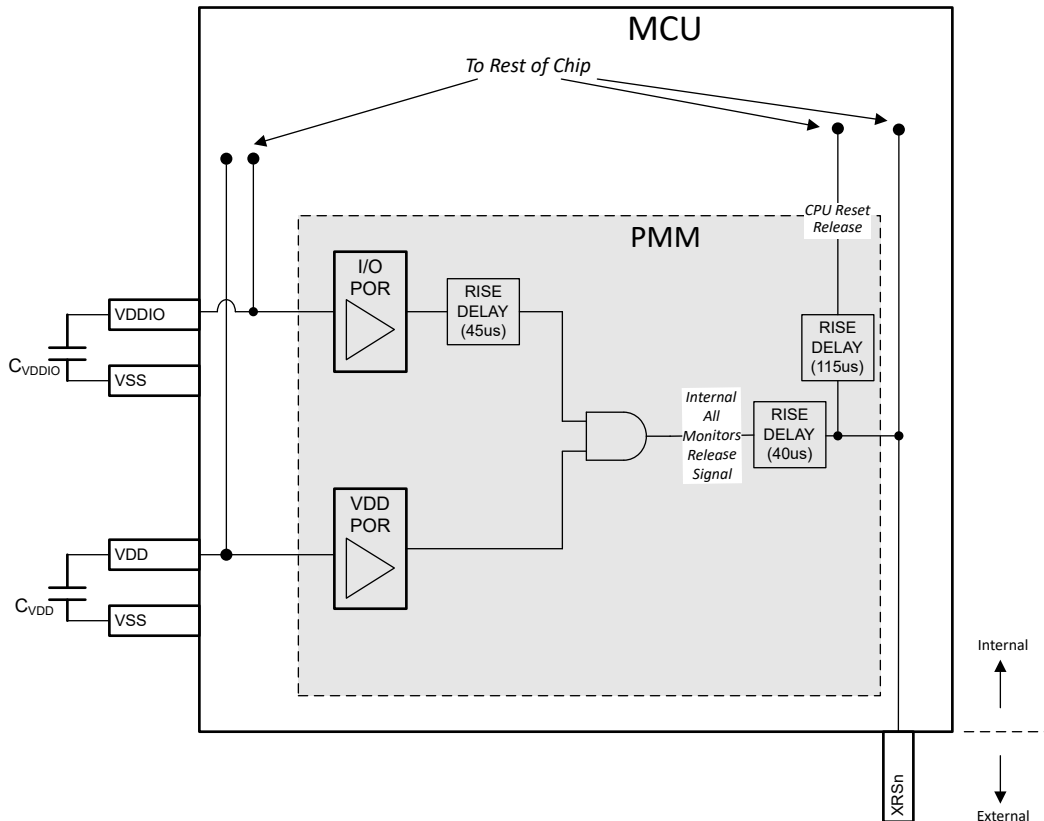 MCU
To Rest of Chip
CPU Reset
Release
PMM
I/O
POR
RISE
DELAY
(45us)
VDDIO
CVDDIO
VSS
RISE
DELAY
(115us)
Internal
All
Monitors
Release
Signal
RISE
DELAY
(40us)
VDD
POR
VDD
CVDD
VSS
Internal
XRSn
External